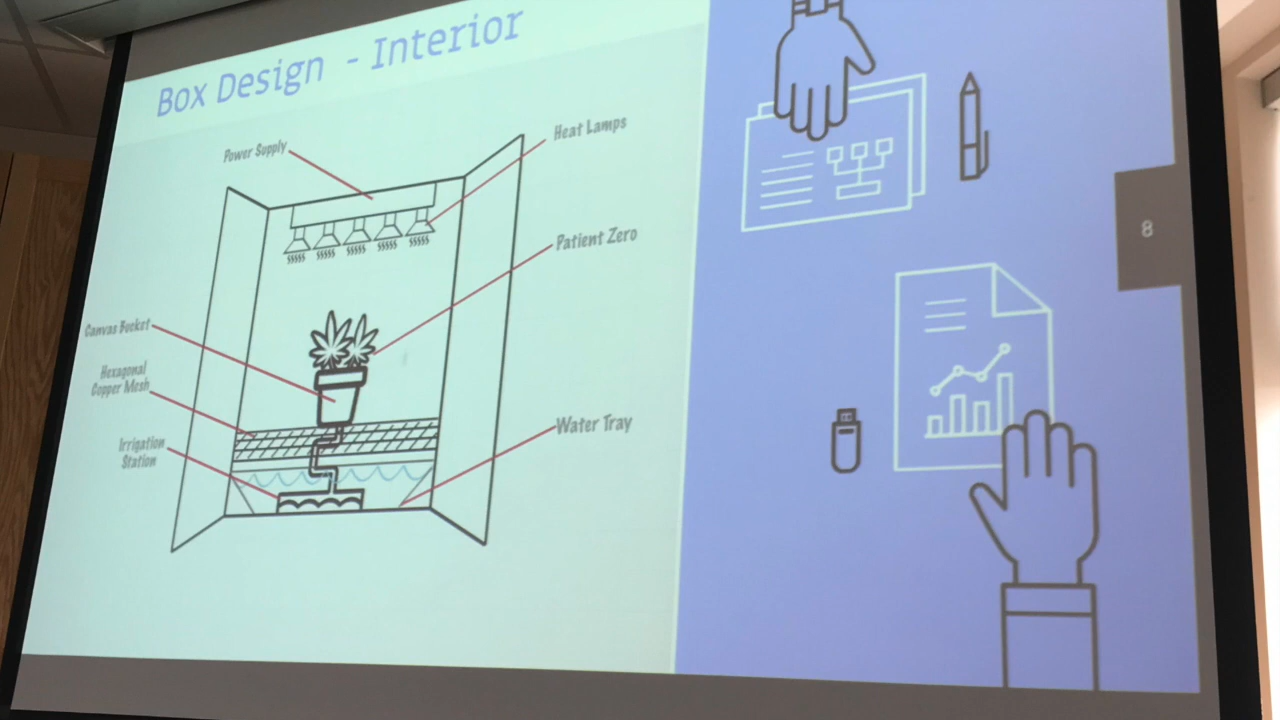 Box Design - Interior
Power Supply
Heat Lamps
Patient Zero
Canvas Bucket
Hexagonal
Copper Mesh
Irrigation
Station
Water Tray
8